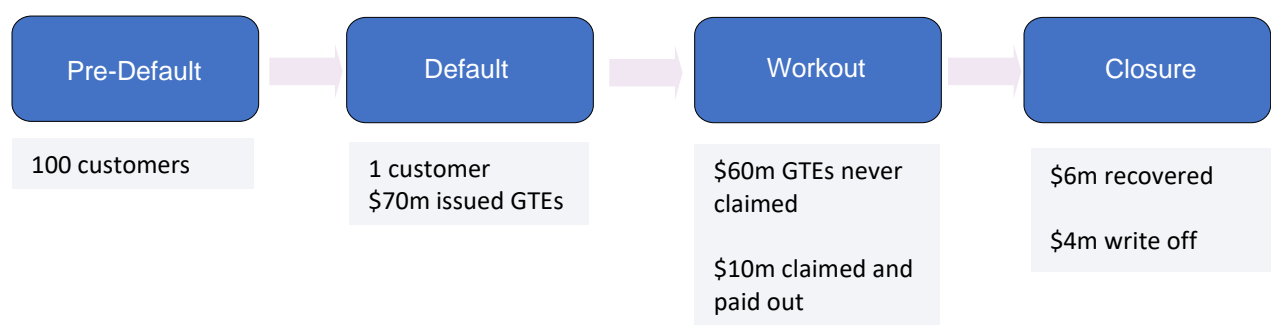 Pre-Default
Default
Workout
Closure
100 customers
1 customer
$70m issued GTEs
$60m GTEs never
claimed
$10m claimed and
paid out
$6m recovered
$4m write off